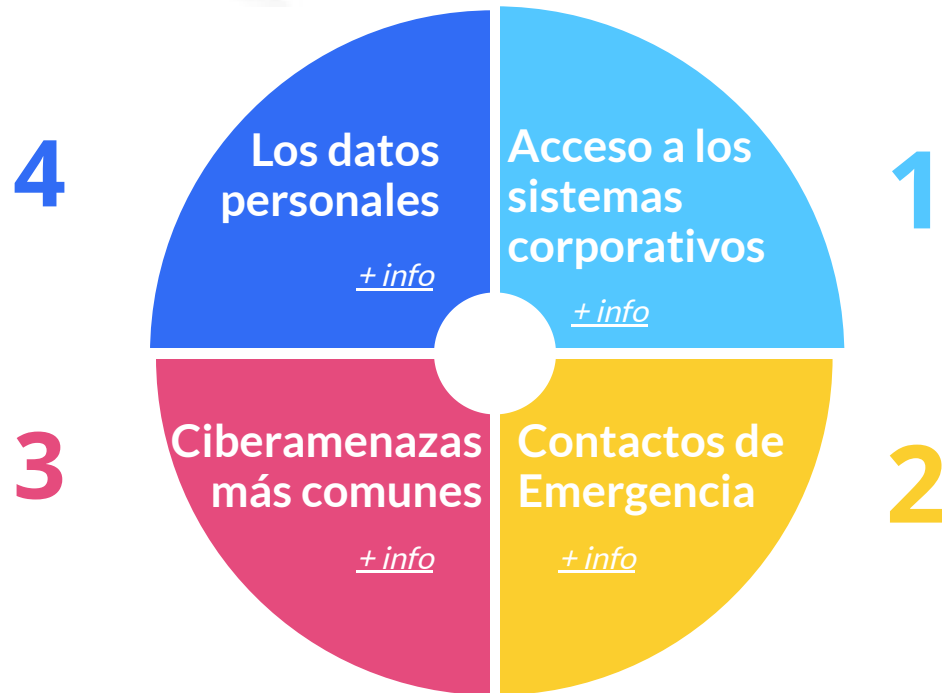 4
Los datos
personales
+ info
1
Acceso a los
sistemas
corporativos
+ info
3
Ciberamenazas
más comunes
+ info
2
Contactos de
Emergencia
+ info